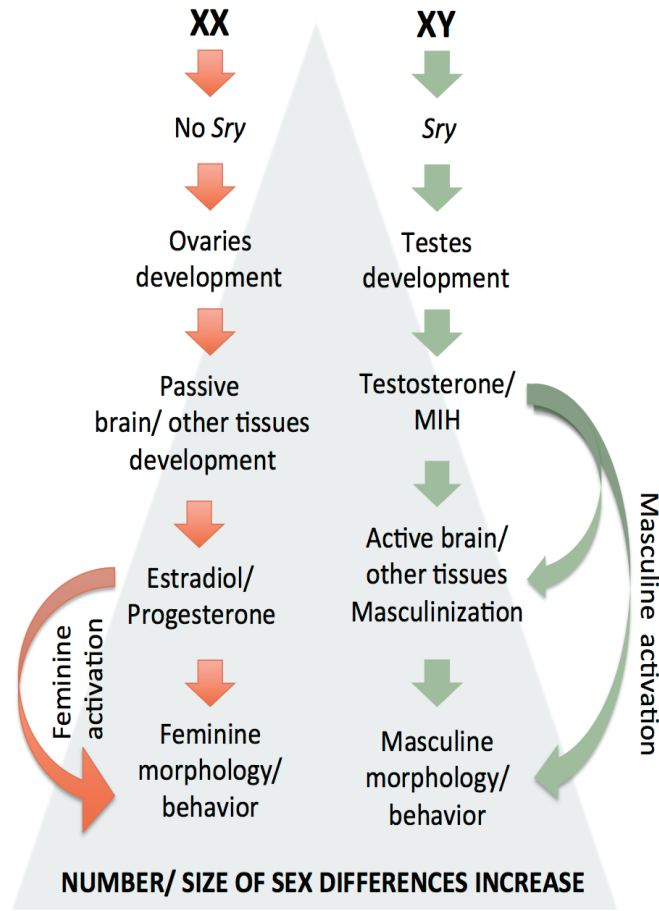 XX
No Sry
Ovaries
development
Passive
brain/ other tissues
development
Estradiol/
Progesterone
Feminine
activation
Feminine
morphology/
behavior
XY
Sry
Testes
development
Testosterone/
MIH
Active brain/
other tissues
Masculinization
Masculine activation
Masculine
morphology/
behavior
NUMBER/ SIZE OF SEX DIFFERENCES INCREASE